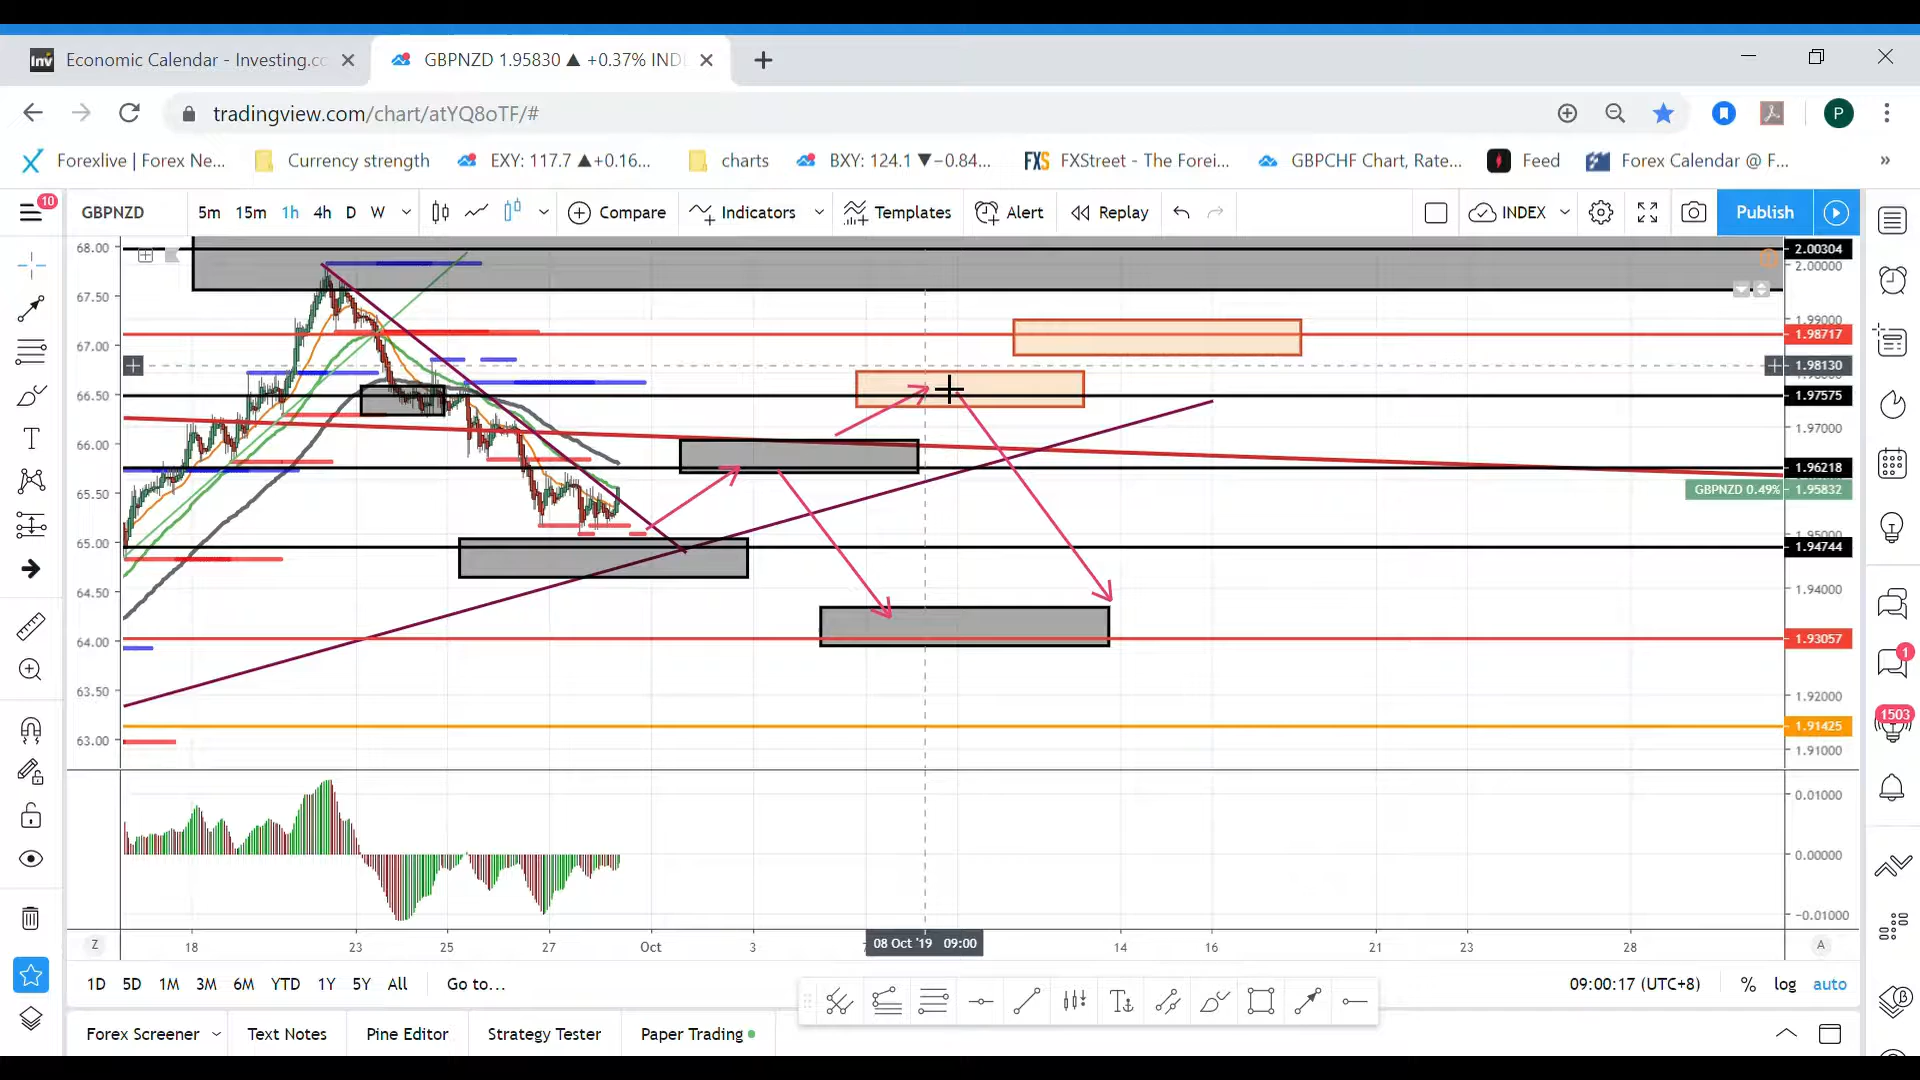 Economic Calendar - Investing.co
GBPNZD 1.95830 ▲ +0.37% IND
tradingview.com/chart/atYQ8oTF/#
P
Forexlive | Forex Ne...
Currency strength
EXY: 117.7 ▲+0.16...
charts
BXY: 124.1 ▼−0.84...
FXS FXStreet - The Forei...
GBPCHF Chart, Rate...
Feed
Forex Calendar @ F...
»
10
GBPNZD
5m 15m 1h 4h D W
Compare
Indicators
Templates
Alert
Replay
INDEX
Publish
68.00
67.50
67.00
66.50
66.00
65.50
65.00
64.50
64.00
63.50
63.00
2.00304
2.00000
1.99000
1.98717
1.98130
1.97575
1.97000
1.96218
GBPNZD 0.49% 1.95832
1.94744
1.94000
1.93057
1.92000
1.91425
1.91000
0.01000
0.00000
-0.01000
1
1503
Z
18 23 25 27 Oct 3 7 08 Oct '19 09:00 14 16 21 23 28
A
1D 5D 1M 3M 6M YTD 1Y 5Y All
Go to...
09:00:17 (UTC+8)
% log auto
Forex Screener
Text Notes
Pine Editor
Strategy Tester
Paper Trading